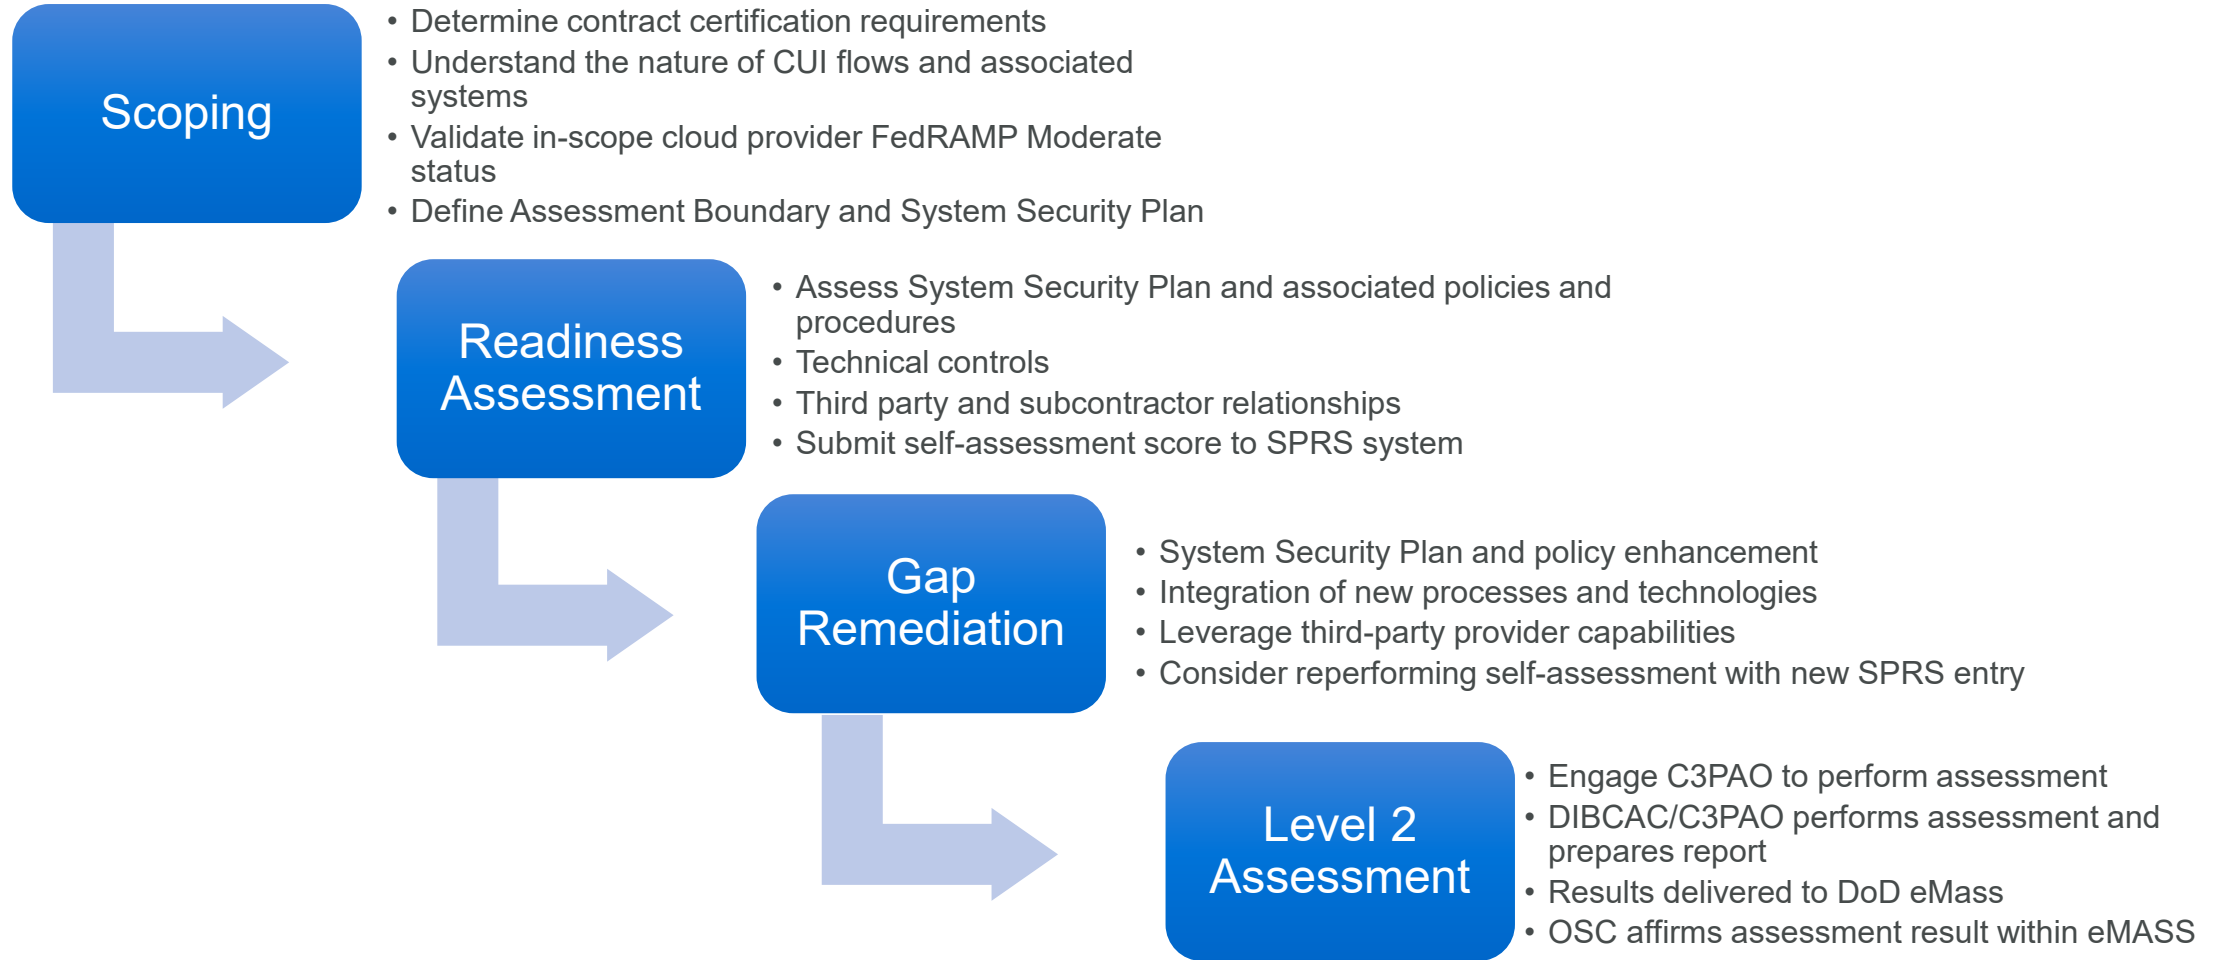 Scoping
• Determine contract certification requirements
• Understand the nature of CUI flows and associated
systems
• Validate in-scope cloud provider FedRAMP Moderate
status
• Define Assessment Boundary and System Security Plan
Readiness
Assessment
• Assess System Security Plan and associated policies and
procedures
• Technical controls
• Third party and subcontractor relationships
• Submit self-assessment score to SPRS system
Gap
Remediation
• System Security Plan and policy enhancement
• Integration of new processes and technologies
• Leverage third-party provider capabilities
• Consider reperforming self-assessment with new SPRS entry
Level 2
Assessment
• Engage C3PAO to perform assessment
• DIBCAC/C3PAO performs assessment and
prepares report
• Results delivered to DoD eMass
• OSC affirms assessment result within eMASS